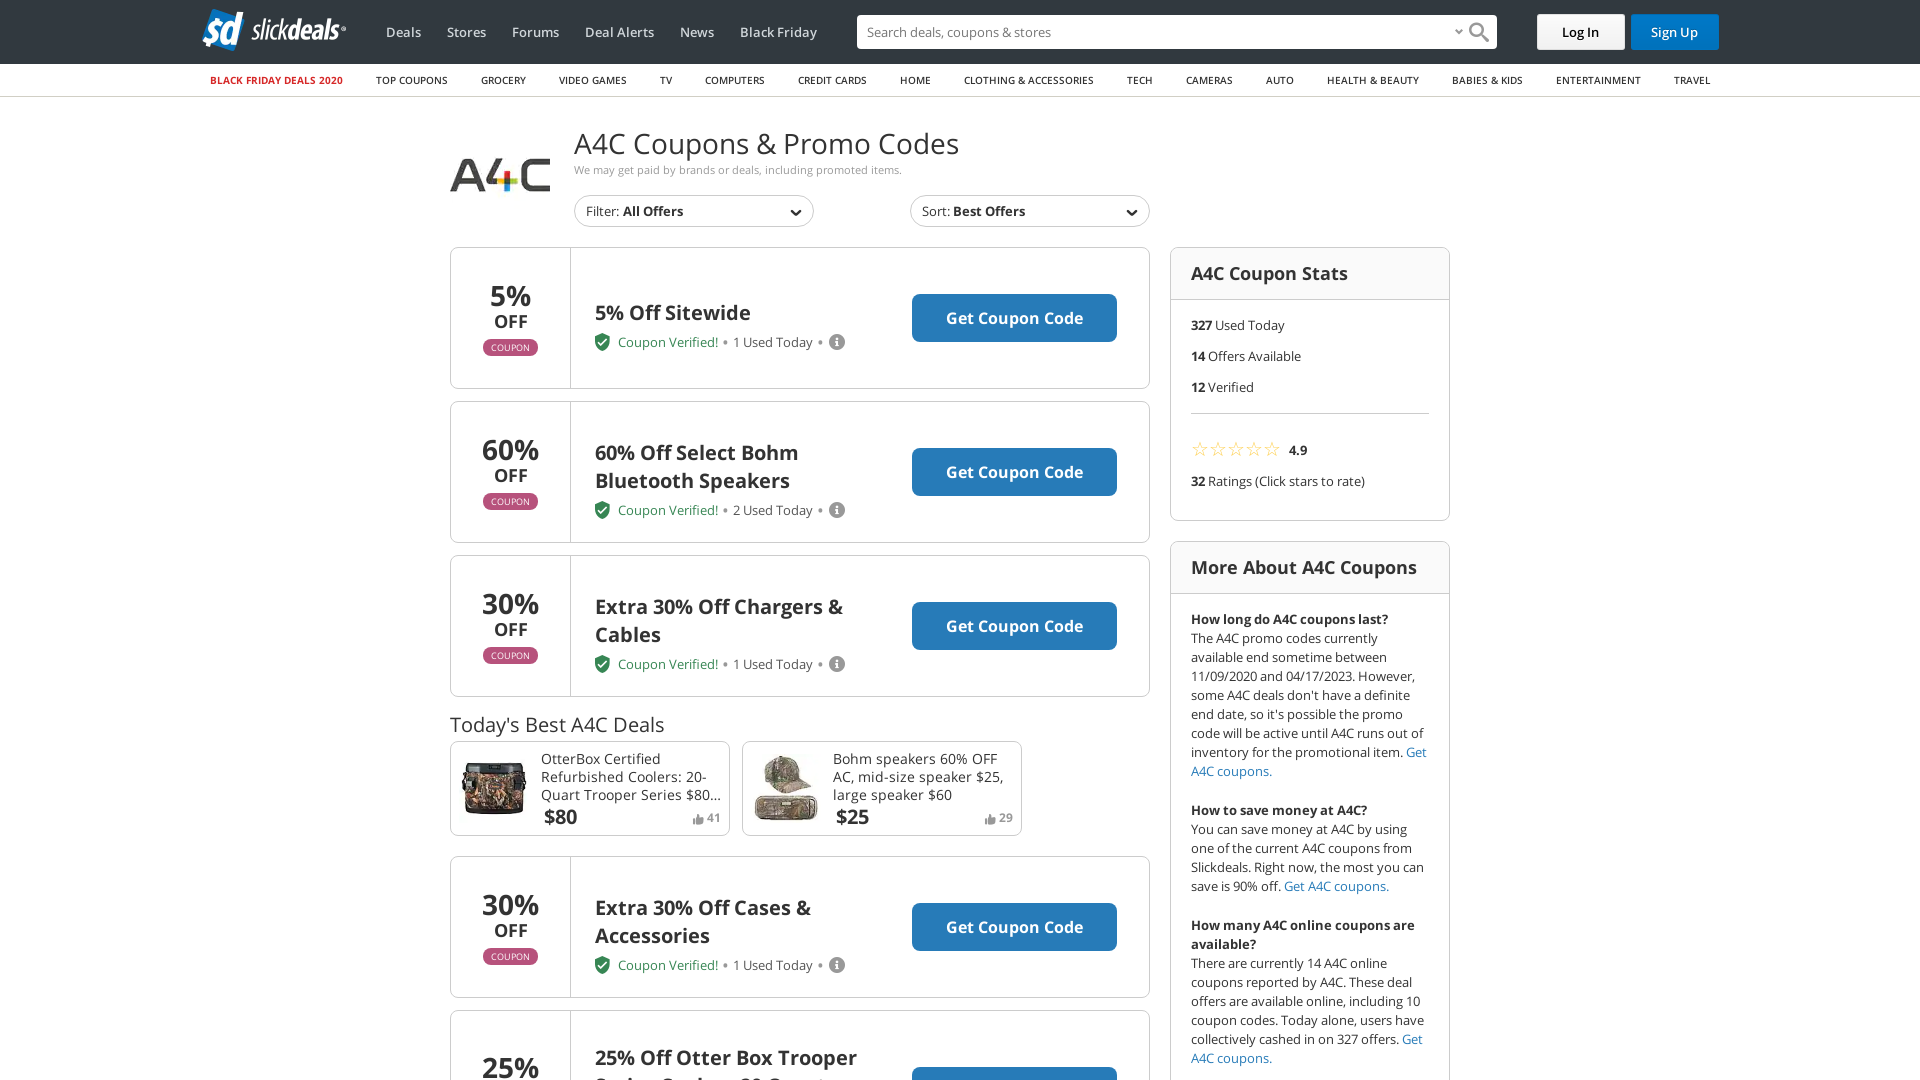 sd slickdeals
Deals Stores Forums Deal Alerts News Black Friday
Search deals, coupons & stores
Log In Sign Up
BLACK FRIDAY DEALS 2020 TOP COUPONS GROCERY VIDEO GAMES TV COMPUTERS CREDIT CARDS HOME CLOTHING & ACCESSORIES TECH CAMERAS AUTO HEALTH & BEAUTY BABIES & KIDS ENTERTAINMENT TRAVEL
A4C
A4C Coupons & Promo Codes
We may get paid by brands or deals, including promoted items.
Filter: All Offers
Sort: Best Offers
5%
OFF
COUPON
5% Off Sitewide
Coupon Verified! • 1 Used Today •
Get Coupon Code
60%
OFF
COUPON
60% Off Select Bohm
Bluetooth Speakers
Coupon Verified! • 2 Used Today •
Get Coupon Code
30%
OFF
COUPON
Extra 30% Off Chargers &
Cables
Coupon Verified! • 1 Used Today •
Get Coupon Code
Today's Best A4C Deals
OtterBox Certified
Refurbished Coolers: 20-
Quart Trooper Series $80...
$80
41
Bohm speakers 60% OFF
AC, mid-size speaker $25,
large speaker $60
$25
29
30%
OFF
COUPON
Extra 30% Off Cases &
Accessories
Coupon Verified! • 1 Used Today •
Get Coupon Code
25%
25% Off Otter Box Trooper
A4C Coupon Stats
327 Used Today
14 Offers Available
12 Verified
4.9
32 Ratings (Click stars to rate)
More About A4C Coupons
How long do A4C coupons last?
The A4C promo codes currently
available end sometime between
11/09/2020 and 04/17/2023. However,
some A4C deals don't have a definite
end date, so it's possible the promo
code will be active until A4C runs out of
inventory for the promotional item. Get
A4C coupons.
How to save money at A4C?
You can save money at A4C by using
one of the current A4C coupons from
Slickdeals. Right now, the most you can
save is 90% off. Get A4C coupons.
How many A4C online coupons are
available?
There are currently 14 A4C online
coupons reported by A4C. These deal
offers are available online, including 10
coupon codes. Today alone, users have
collectively cashed in on 327 offers. Get
A4C coupons.